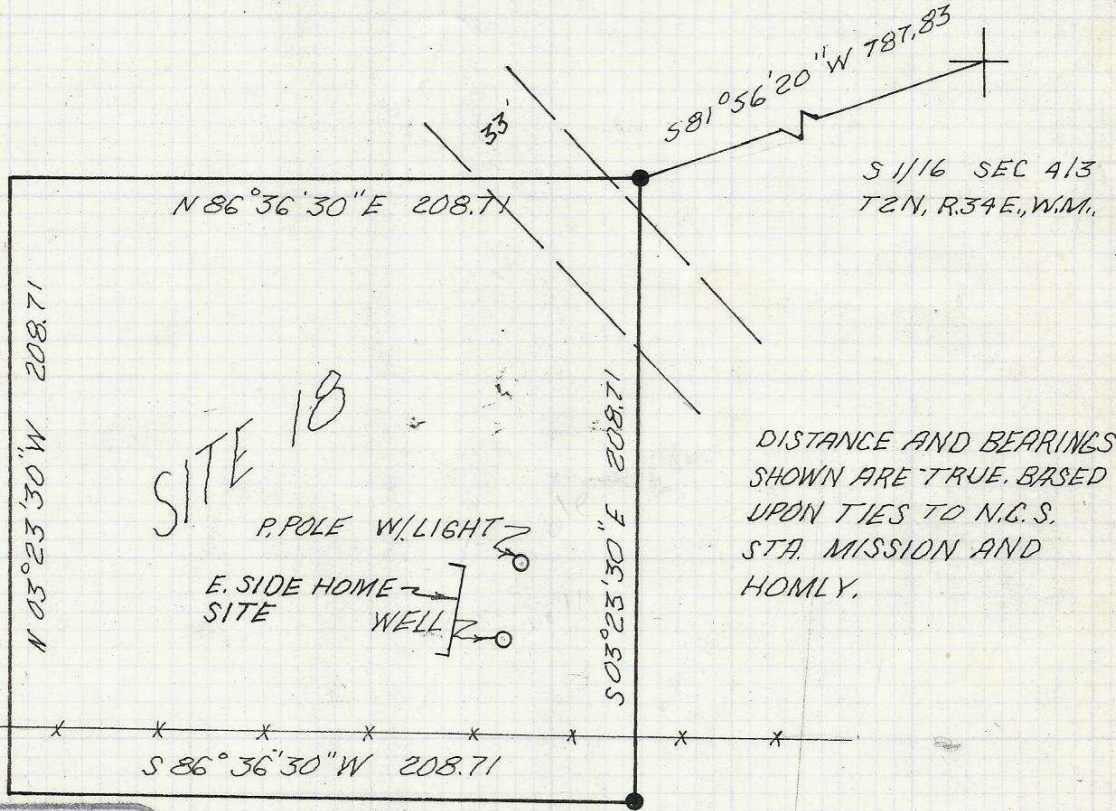 S81°56'20"W 787.83
33'
S 1/16 SEC 4/3
T2N, R.34E., W.M.
N 86°36'30"E 208.71
N 03°23'30"W 208.71
SITE 18
S03°23'30"E 208.71
DISTANCE AND BEARINGS
SHOWN ARE TRUE. BASED
UPON TIES TO N.G.S.
STA. MISSION AND
HOMLY.
P. POLE W/LIGHT
E. SIDE HOME
SITE
WELL
S 86°36'30"W 208.71